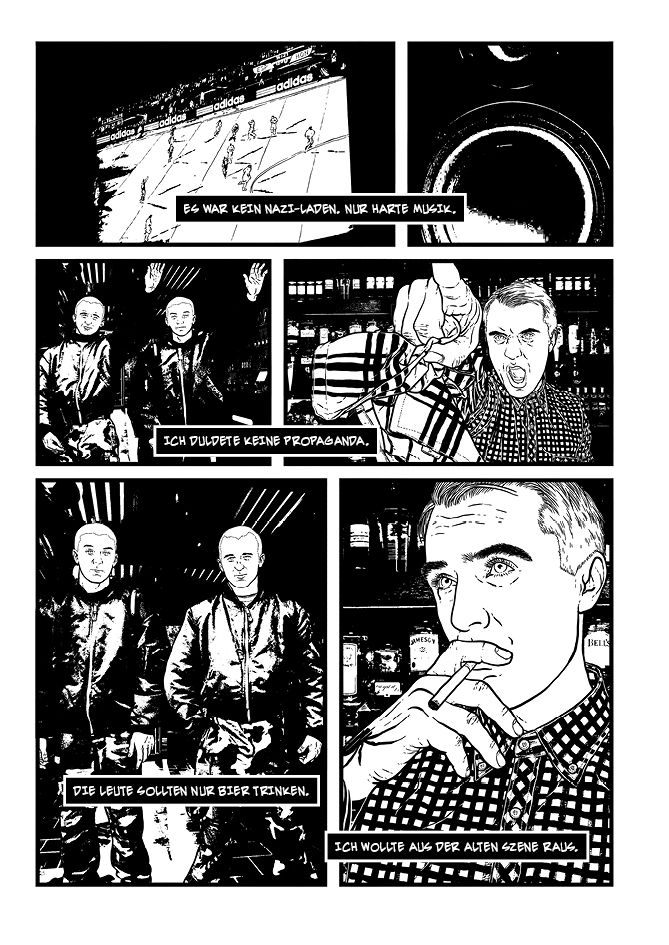 adidas
adidas
adidas
adidas
ES WAR KEIN NAZI-LADEN. NUR HARTE MUSIK.
ICH DULDETE KEINE PROPAGANDA.
DIE LEUTE SOLLTEN NUR BIER TRINKEN.
JAMESON
BELL'S
ICH WOLLTE AUS DER ALTEN SZENE RAUS.